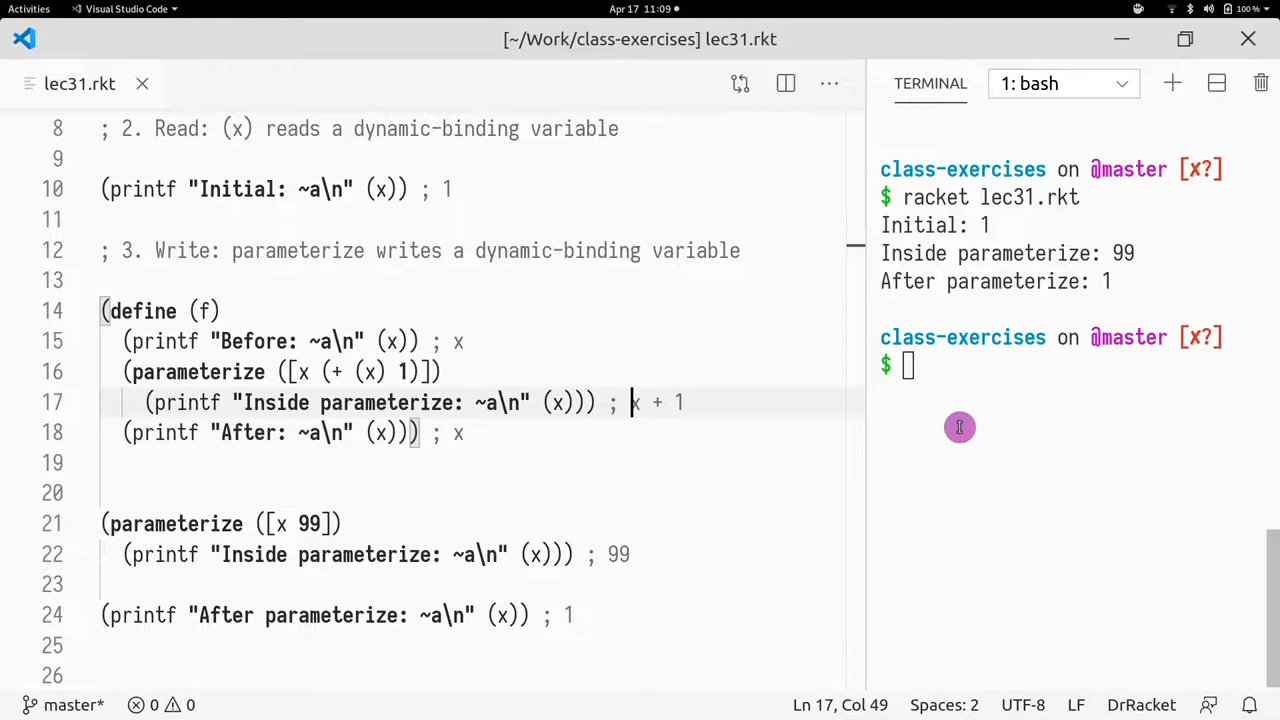 Activities Visual Studio Code Apr 17 11:09 100 %
[~/Work/class-exercises] lec31.rkt
lec31.rkt
8 ; 2. Read: (x) reads a dynamic-binding variable
9
10 (printf "Initial: ~a\n" (x)) ; 1
11
12 ; 3. Write: parameterize writes a dynamic-binding variable
13
14 (define (f)
15 (printf "Before: ~a\n" (x)) ; x
16 (parameterize ([x (+ (x) 1)])
17 (printf "Inside parameterize: ~a\n" (x))) ; x + 1
18 (printf "After: ~a\n" (x))) ; x
19
20
21 (parameterize ([x 99])
22 (printf "Inside parameterize: ~a\n" (x))) ; 99
23
24 (printf "After parameterize: ~a\n" (x)) ; 1
25
26
TERMINAL 1: bash
class-exercises on @master [x?]
$ racket lec31.rkt
Initial: 1
Inside parameterize: 99
After parameterize: 1
class-exercises on @master [x?]
$
master* 0 0 Ln 17, Col 49 Spaces: 2 UTF-8 LF DrRacket